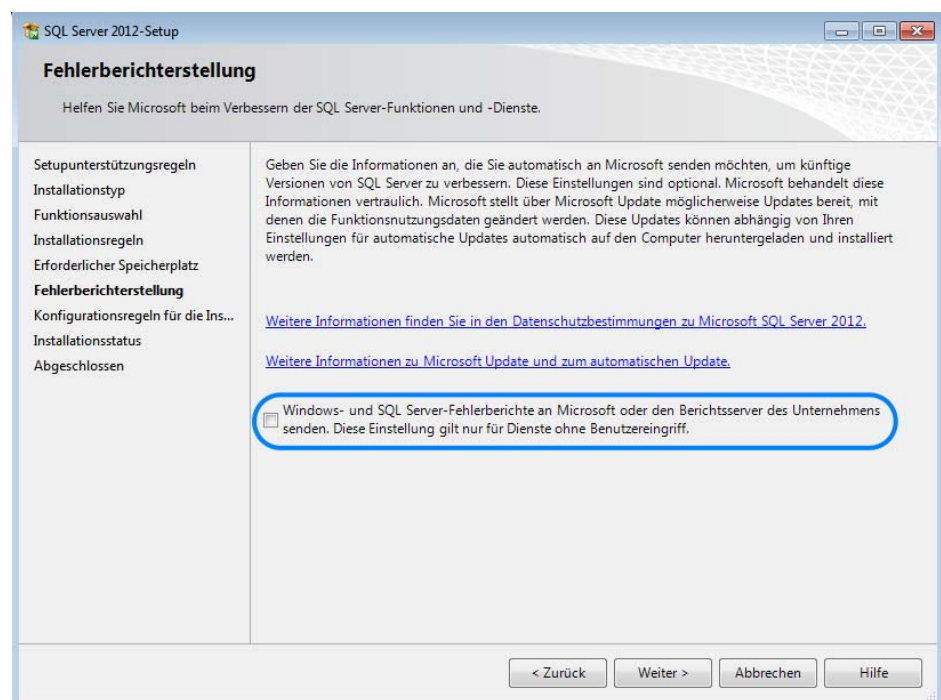 SQL Server 2012-Setup
Fehlerberichterstellung
Helfen Sie Microsoft beim Verbessern der SQL Server-Funktionen und -Dienste.
Setupunterstützungsregeln
Installationstyp
Funktionsauswahl
Installationsregeln
Erforderlicher Speicherplatz
Fehlerberichterstellung
Konfigurationsregeln für die Ins...
Installationsstatus
Abgeschlossen
Geben Sie die Informationen an, die Sie automatisch an Microsoft senden möchten, um künftige
Versionen von SQL Server zu verbessern. Diese Einstellungen sind optional. Microsoft behandelt diese
Informationen vertraulich. Microsoft stellt über Microsoft Update möglicherweise Updates bereit, mit
denen die Funktionsnutzungsdaten geändert werden. Diese Updates können abhängig von Ihren
Einstellungen für automatische Updates automatisch auf den Computer heruntergeladen und installiert
werden.
Weitere Informationen finden Sie in den Datenschutzbestimmungen zu Microsoft SQL Server 2012.
Weitere Informationen zu Microsoft Update und zum automatischen Update.
Windows- und SQL Server-Fehlerberichte an Microsoft oder den Berichtsserver des Unternehmens
senden. Diese Einstellung gilt nur für Dienste ohne Benutzereingriff.
< Zurück
Weiter >
Abbrechen
Hilfe